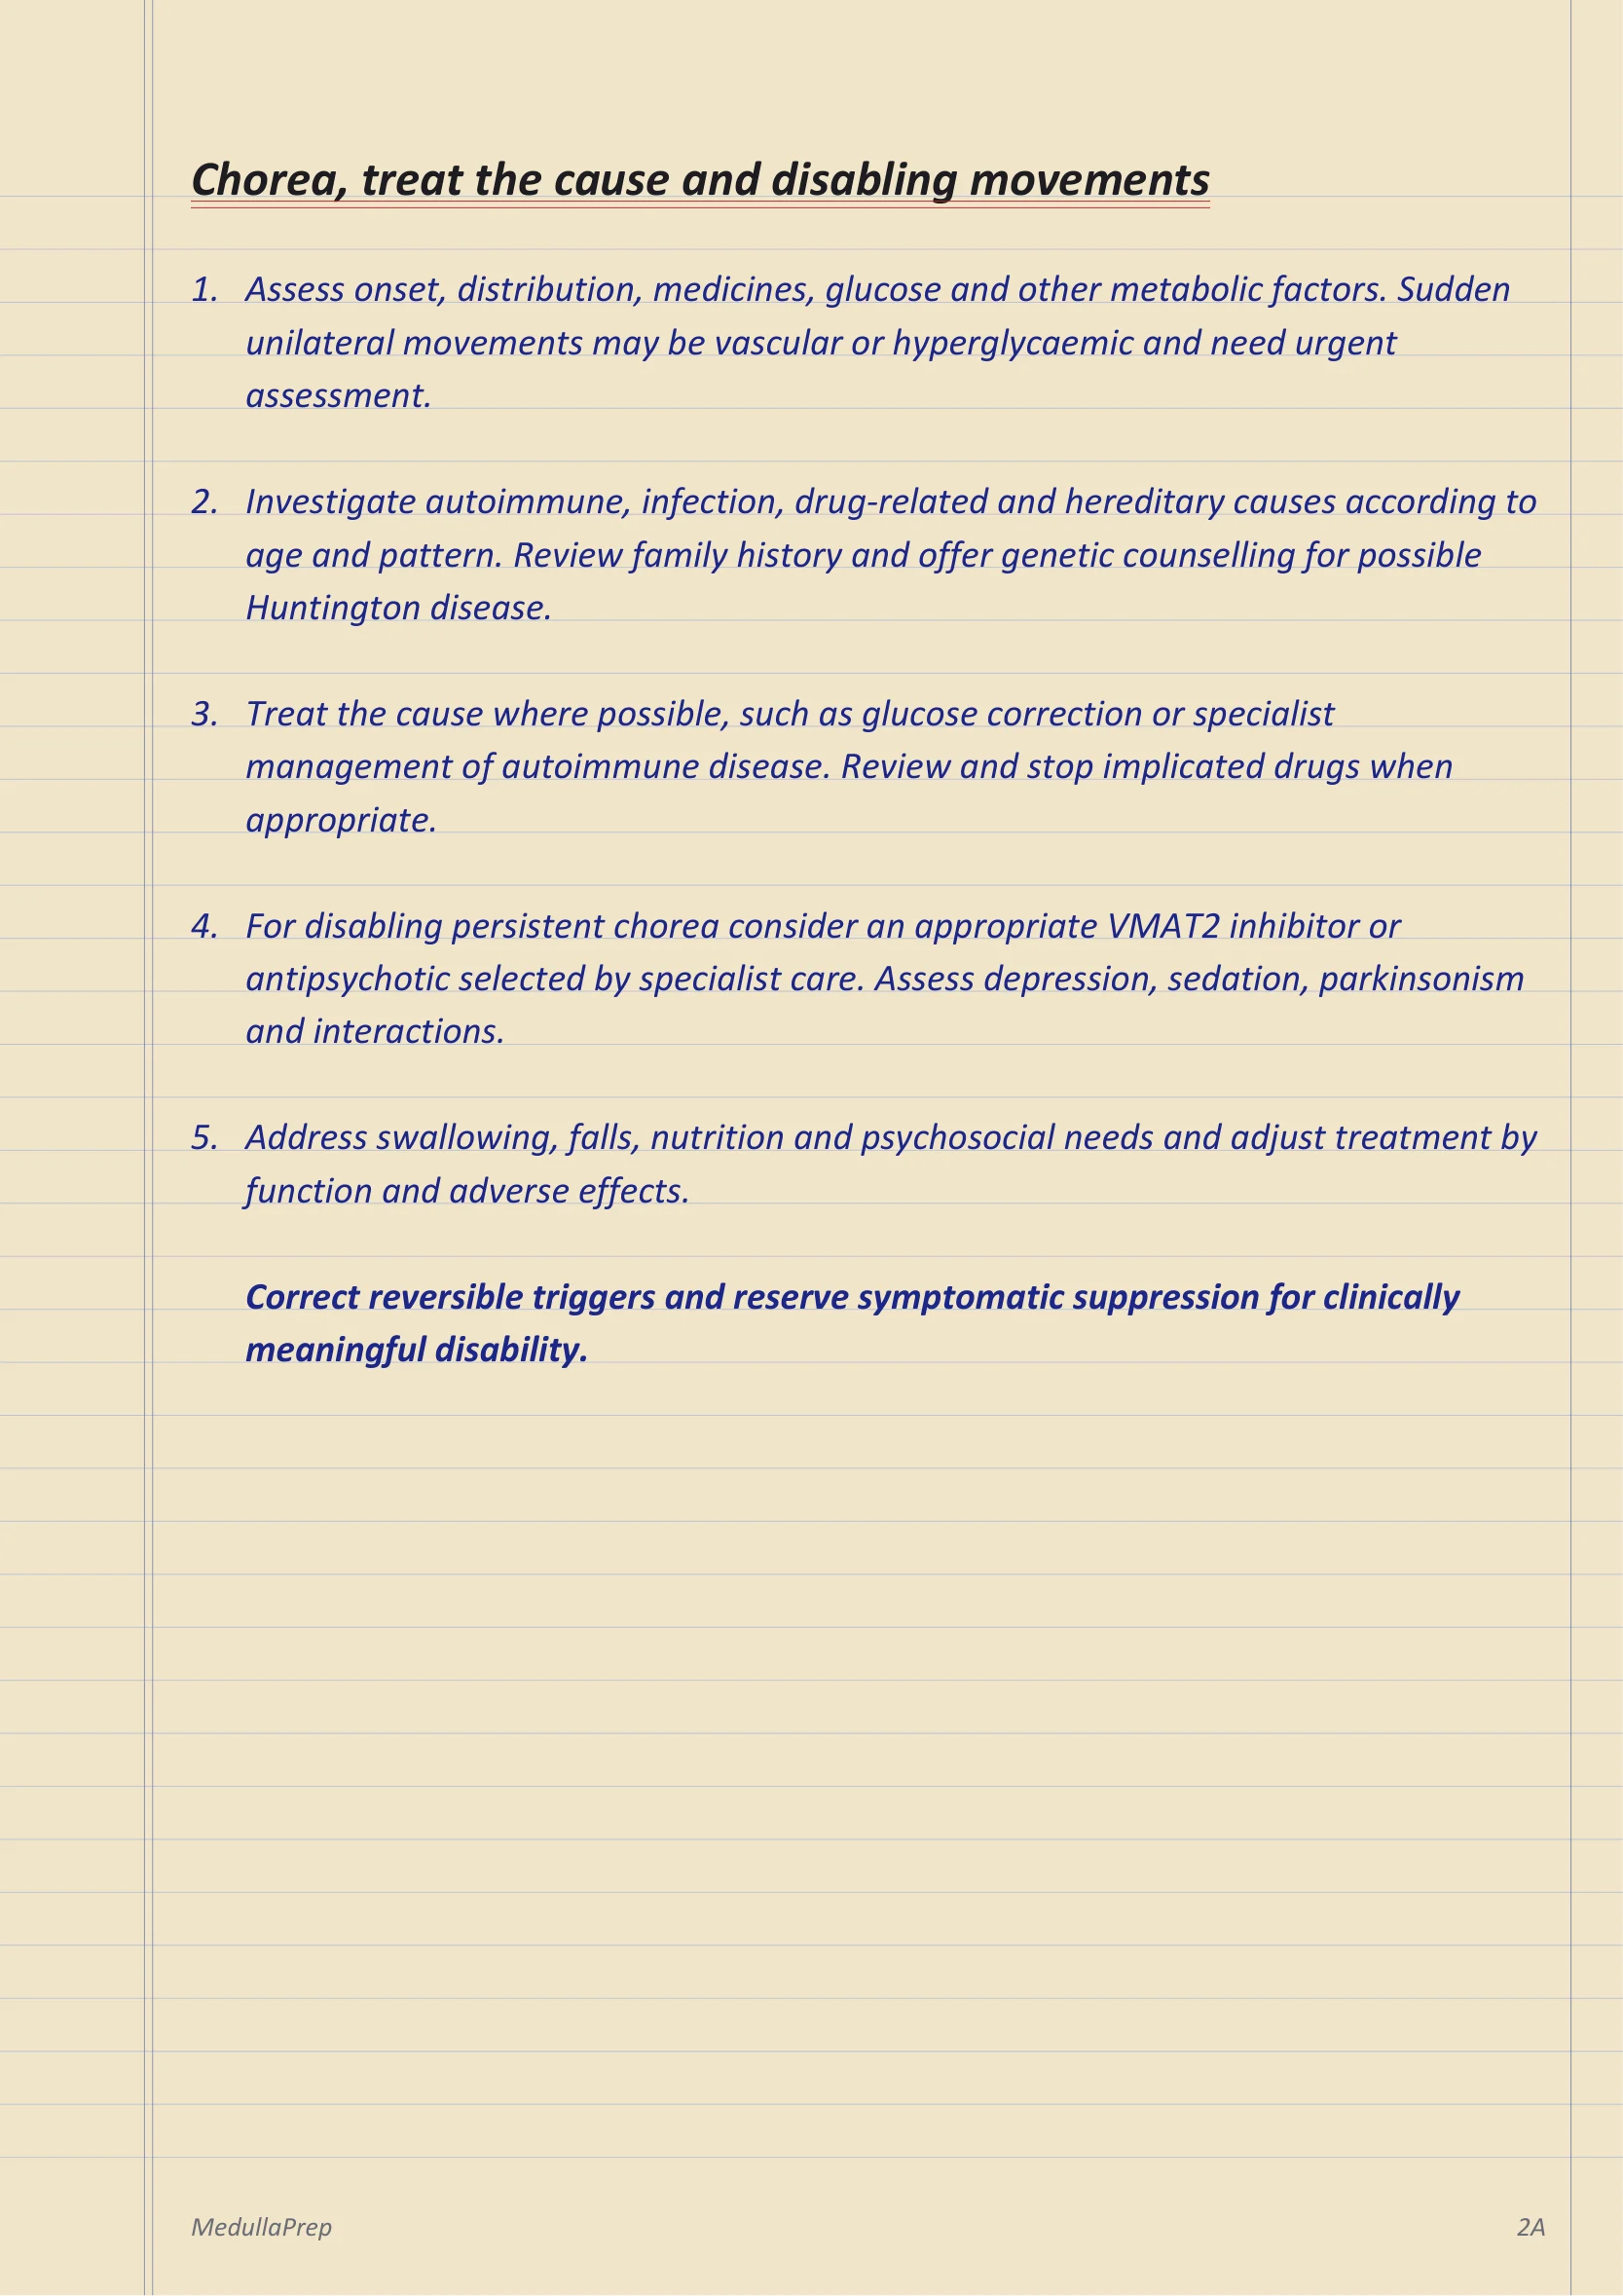 Chorea, treat the cause and disabling movements
1. Assess onset, distribution, medicines, glucose and other metabolic factors. Sudden
unilateral movements may be vascular or hyperglycaemic and need urgent
assessment.
2. Investigate autoimmune, infection, drug-related and hereditary causes according to
age and pattern. Review family history and offer genetic counselling for possible
Huntington disease.
3. Treat the cause where possible, such as glucose correction or specialist
management of autoimmune disease. Review and stop implicated drugs when
appropriate.
4. For disabling persistent chorea consider an appropriate VMAT2 inhibitor or
antipsychotic selected by specialist care. Assess depression, sedation, parkinsonism
and interactions.
5. Address swallowing, falls, nutrition and psychosocial needs and adjust treatment by
function and adverse effects.
Correct reversible triggers and reserve symptomatic suppression for clinically
meaningful disability.
MedullaPrep
2A